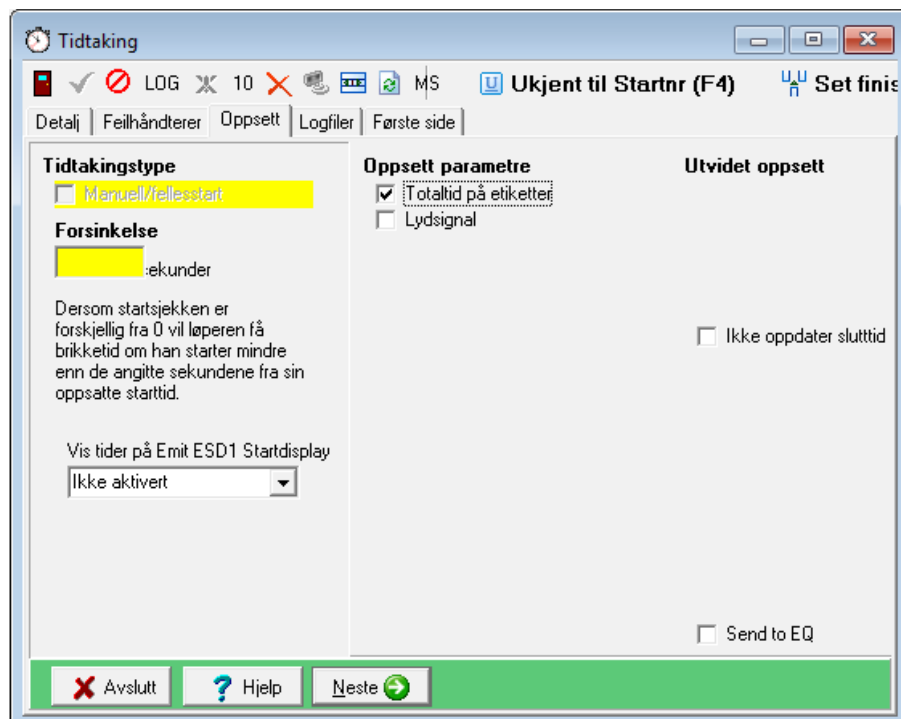 Tidtaking
LOG 10 MS Ukjent til Startnr (F4) Set finis
Detalj Feilhåndterer Oppsett Logfiler Første side
Tidtakingstype
Manuell/fellesstart
Forsinkelse
sekunder
Dersom startsjekken er
forskjellig fra 0 vil løperen få
brikketid om han starter mindre
enn de angitte sekundene fra sin
oppsatte starttid.
Vis tider på Emit ESD1 Startdisplay
Ikke aktivert
Oppsett parametre
Totaltid på etiketter
Lydsignal
Utvidet oppsett
Ikke oppdater slutttid
Send to EQ
Avslutt Hjelp Neste